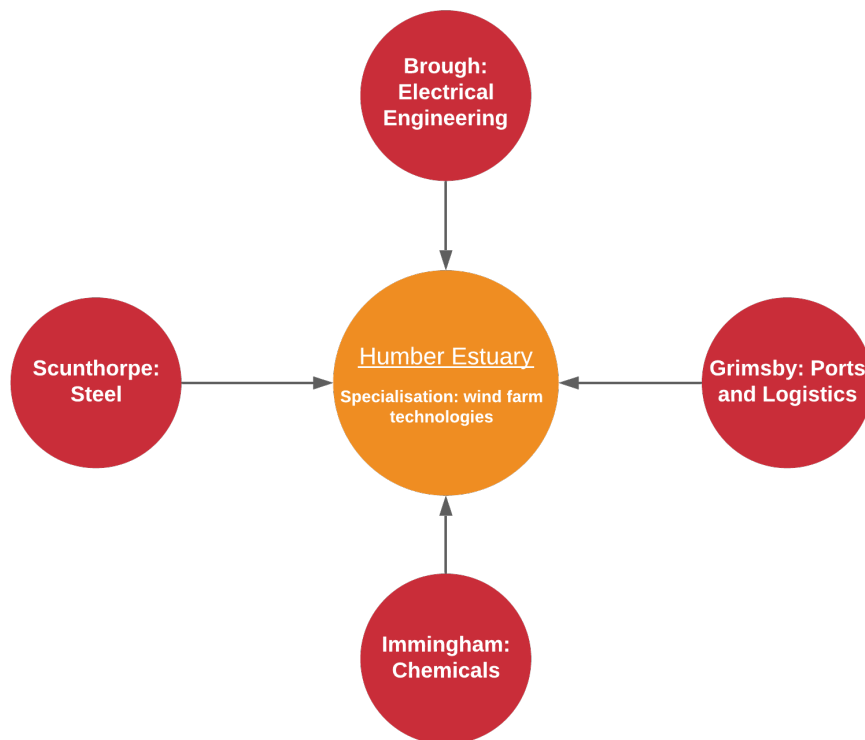 Brough:
Electrical
Engineering
Scunthorpe:
Steel
Humber Estuary
Specialisation: wind farm
technologies
Grimsby: Ports
and Logistics
Immingham:
Chemicals